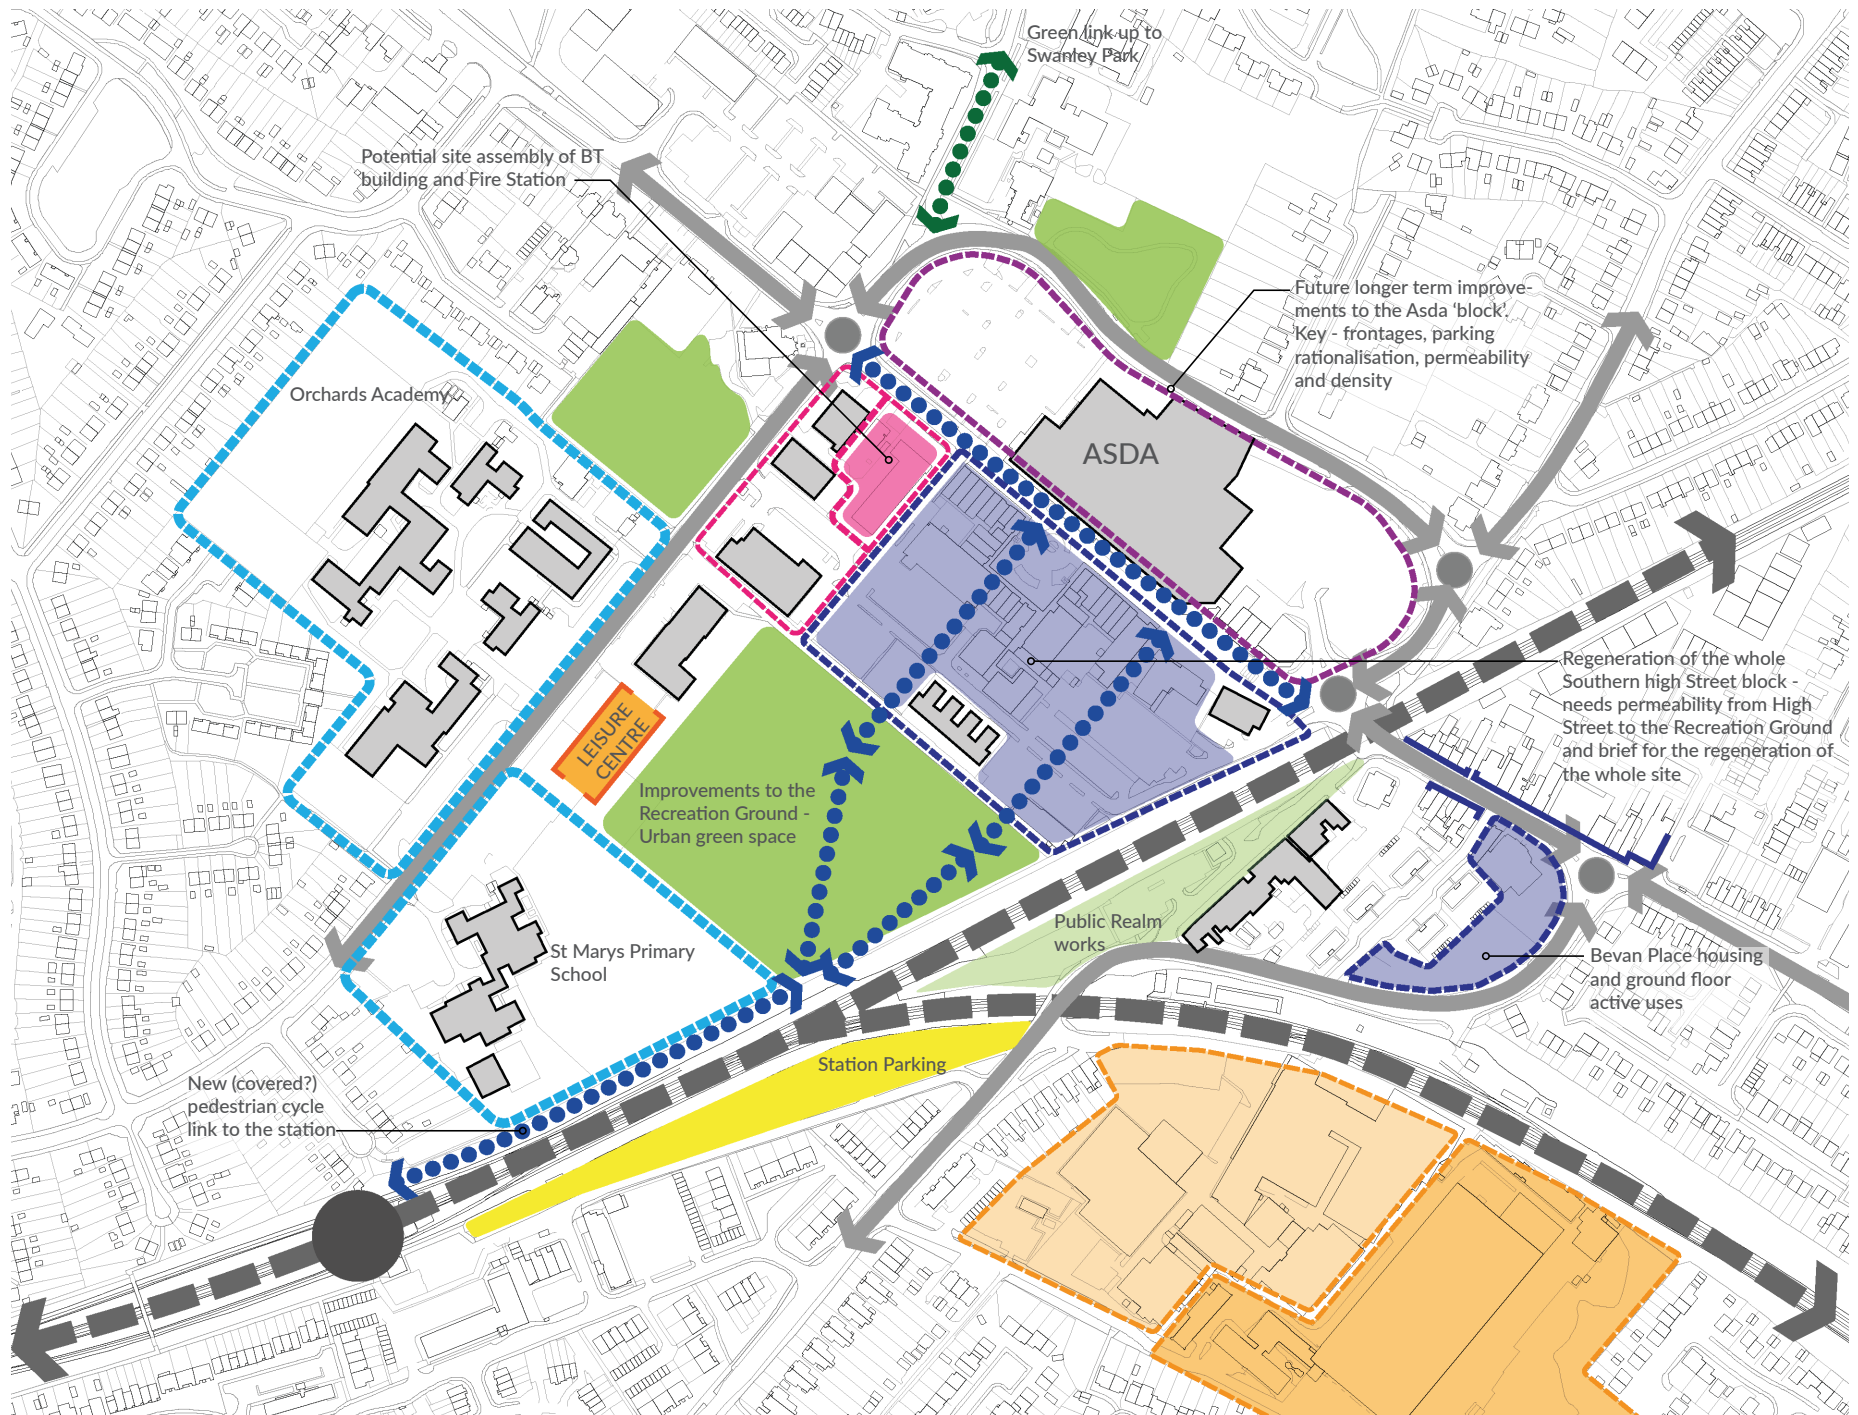 Green link up to
Swanley Park
Potential site assembly of BT
building and Fire Station
Future longer term improve-
ments to the Asda ‘block’.
Key - frontages, parking
rationalisation, permeability
and density
Orchards Academy
ASDA
Regeneration of the whole
Southern high Street block -
needs permeability from High
Street to the Recreation Ground
and brief for the regeneration of
the whole site
LEISURE
CENTRE
Improvements to the
Recreation Ground -
Urban green space
Public Realm
works
St Marys Primary
School
Bevan Place housing
and ground floor
active uses
Station Parking
New (covered?)
pedestrian cycle
link to the station